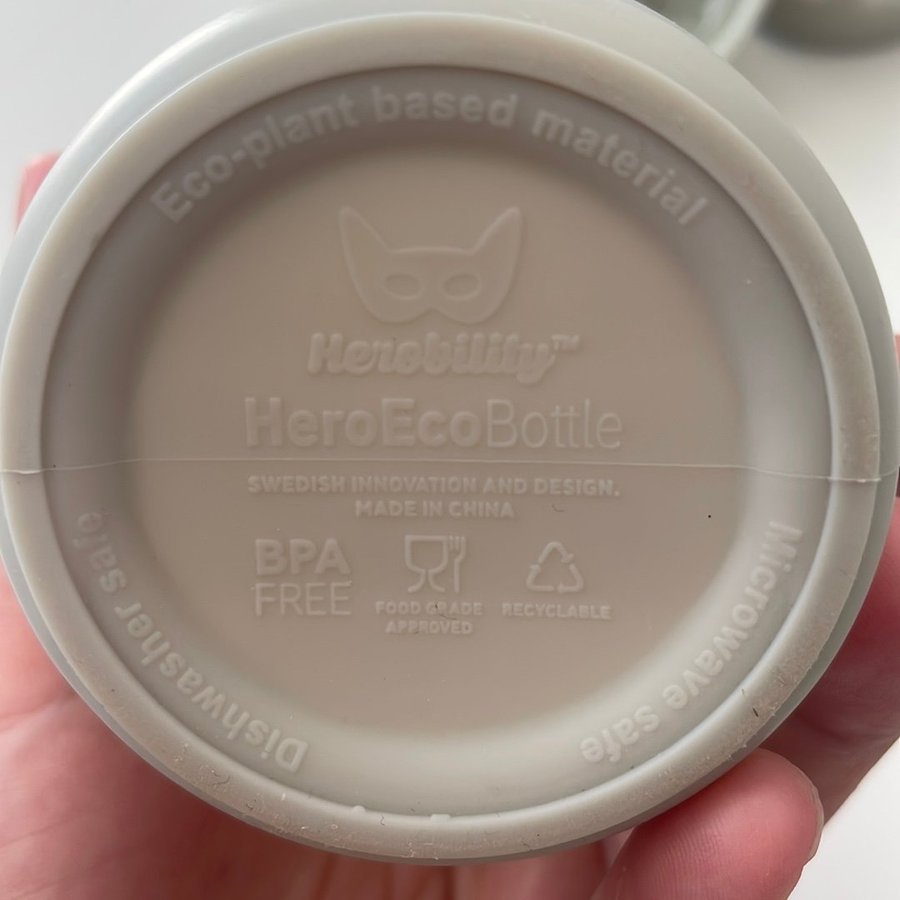 Eco-plant based material
Herobility™
HeroEcoBottle
SWEDISH INNOVATION AND DESIGN.
MADE IN CHINA
BPA
FREE
FOOD GRADE
APPROVED
RECYCLABLE
Dishwasher safe
Microwave safe